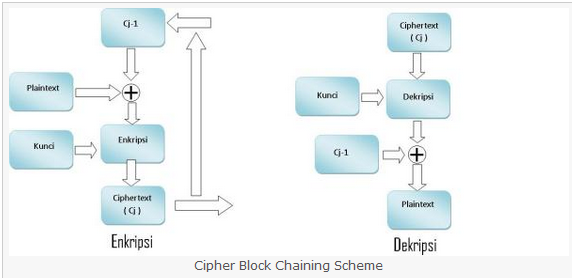 Cj-1
Plaintext
Kunci
Enkripsi
Ciphertext
( Cj )
Enkripsi
Ciphertext
( Cj )
Kunci
Dekripsi
Cj-1
Plaintext
Dekripsi
Cipher Block Chaining Scheme